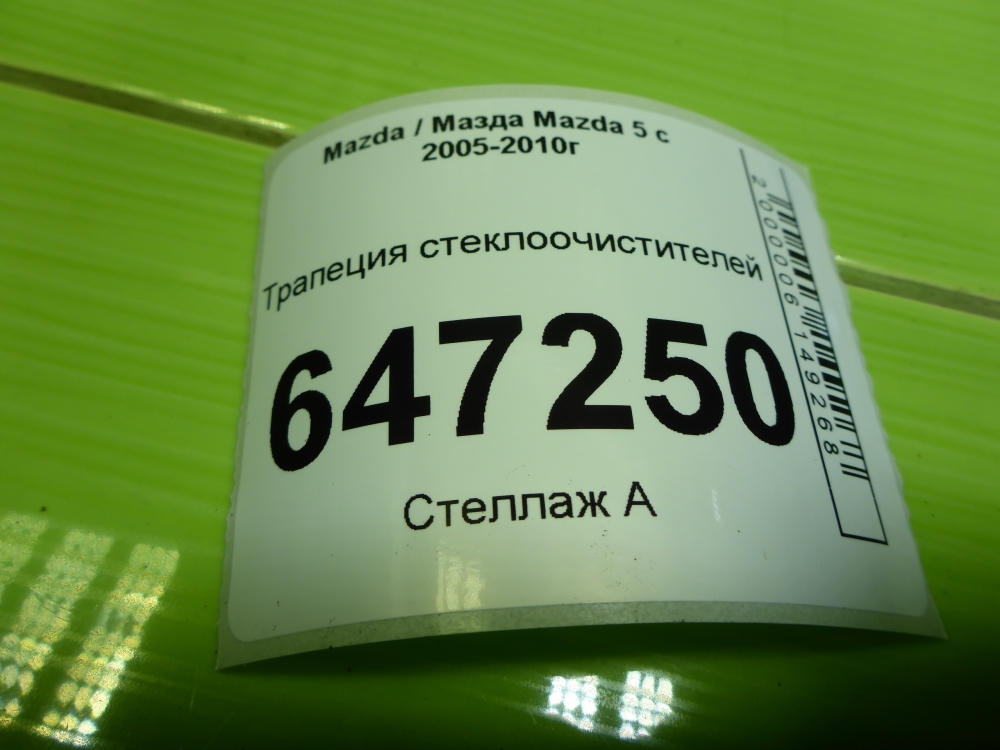 Mazda / Мазда Mazda 5 с
2005-2010г
Трапеция стеклоочистителей
647250
Стеллаж А
2000006149268